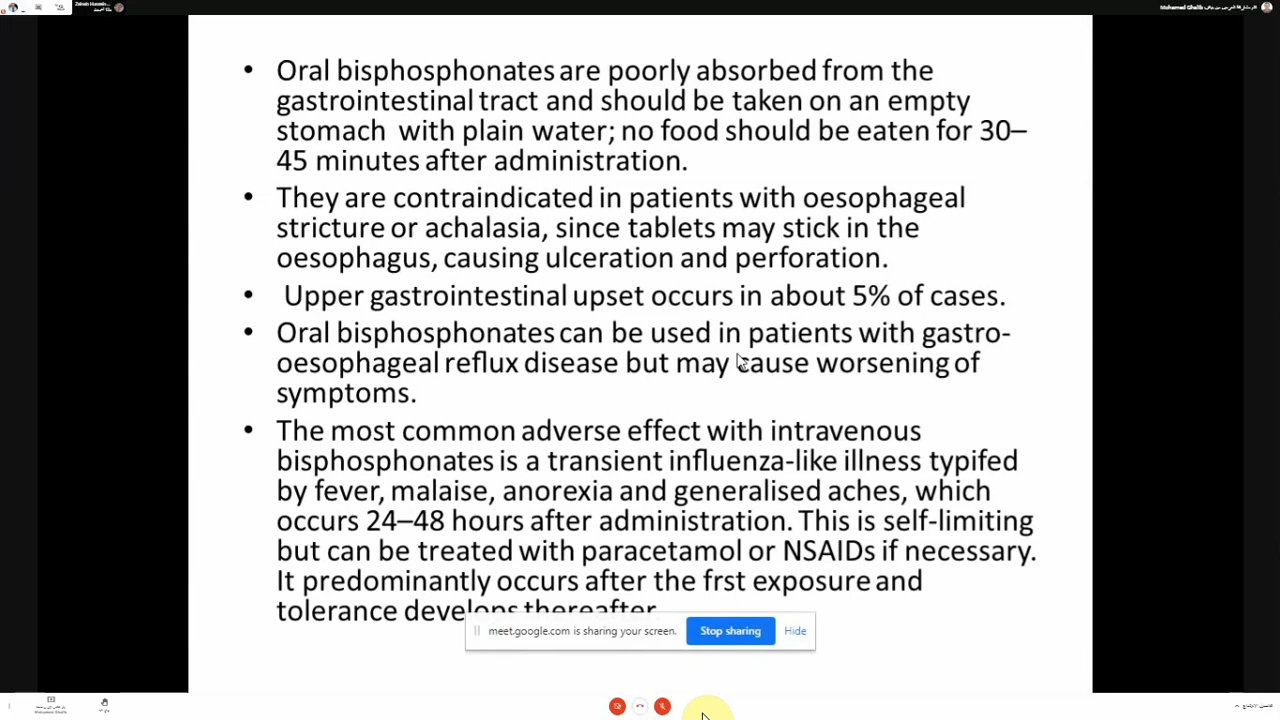 Zainab Hussein...
Mohamed Ghalib
• Oral bisphosphonates are poorly absorbed from the
gastrointestinal tract and should be taken on an empty
stomach with plain water; no food should be eaten for 30–
45 minutes after administration.
• They are contraindicated in patients with oesophageal
stricture or achalasia, since tablets may stick in the
oesophagus, causing ulceration and perforation.
• Upper gastrointestinal upset occurs in about 5% of cases.
• Oral bisphosphonates can be used in patients with gastro-
oesophageal reflux disease but may cause worsening of
symptoms.
• The most common adverse effect with intravenous
bisphosphonates is a transient influenza-like illness typifed
by fever, malaise, anorexia and generalised aches, which
occurs 24–48 hours after administration. This is self-limiting
but can be treated with paracetamol or NSAIDs if necessary.
It predominantly occurs after the frst exposure and
tolerance develops thereafter.
meet.google.com is sharing your screen.
Stop sharing
Hide
Mohamed Ghalib